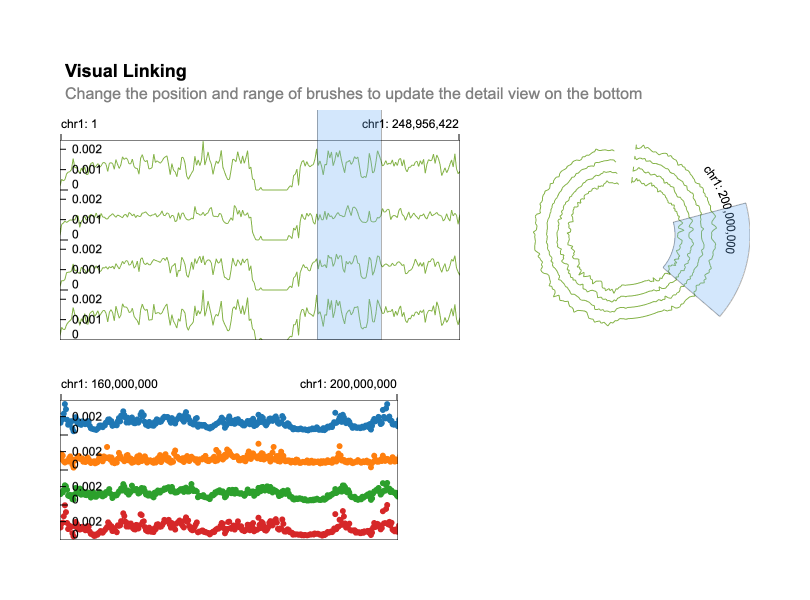 Visual Linking
Change the position and range of brushes to update the detail view on the bottom
chr1: 1
chr1: 248,956,422
0.002
0.001
0
0.002
0.001
0
0.002
0.001
0
0.002
0.001
0
chr1: 200,000,000
chr1: 160,000,000
chr1: 200,000,000
0.002
0
0.002
0
0.002
0
0.002
0